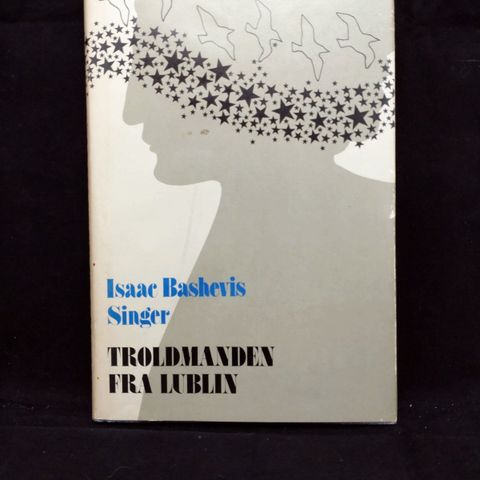 Isaac Bashevis
Singer
TROLDMANDEN
FRA LUBLIN